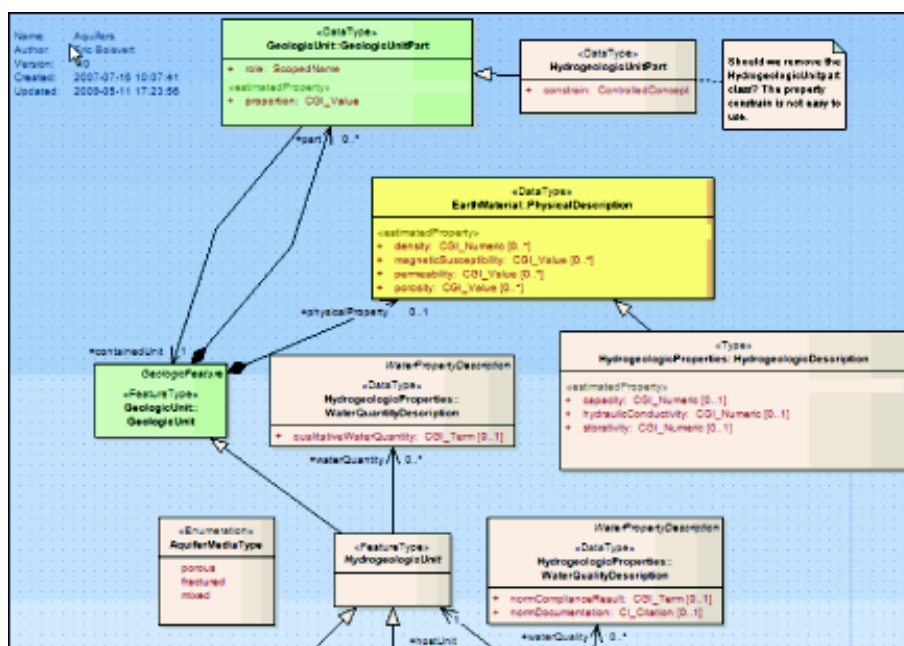 Name: Aquifers
Author: Eric Boisvert
Version:
Created: 2007-07-16 10:07:41
Updated: 2009-05-11 17:23:56
«DataType»
GeologicUnit::GeologicUnitPart
+ role: ScopedName
«estimatedProperty»
+ proportion: CGI_Value
«DataType»
HydrogeologicUnitPart
+ constrain: ControlledConcept
Should we remove the
HydrogeologicUnitpart
class? The property
constrain is not easy to
use.
+part 0..*
«DataType»
EarthMaterial::PhysicalDescription
«estimatedProperty»
+ density: CGI_Numeric [0..*]
+ magneticSusceptibility: CGI_Value [0..*]
+ permeability: CGI_Value [0..*]
+ porosity: CGI_Value [0..*]
+physicalProperty 0..1
+containedUnit 1
GeologicFeature
«FeatureType»
GeologicUnit::
GeologicUnit
WaterPropertyDescription
«DataType»
HydrogeologicProperties::
WaterQuantityDescription
+ qualitativeWaterQuantity: CGI_Term [0..1]
«Type»
HydrogeologicProperties::HydrogeologicDescription
«estimatedProperty»
+ capacity: CGI_Numeric [0..1]
+ hydraulicConductivity: CGI_Numeric [0..1]
+ storativity: CGI_Numeric [0..1]
+waterQuantity 0..*
«Enumeration»
AquiferMediaType
porous
fractured
mixed
«FeatureType»
HydrogeologicUnit
WaterPropertyDescription
«DataType»
HydrogeologicProperties::
WaterQualityDescription
+ normComplianceResult: CGI_Term [0..1]
+ normDocumentation: CI_Citation [0..1]
1
+hostUnit
+waterQuality 0..*